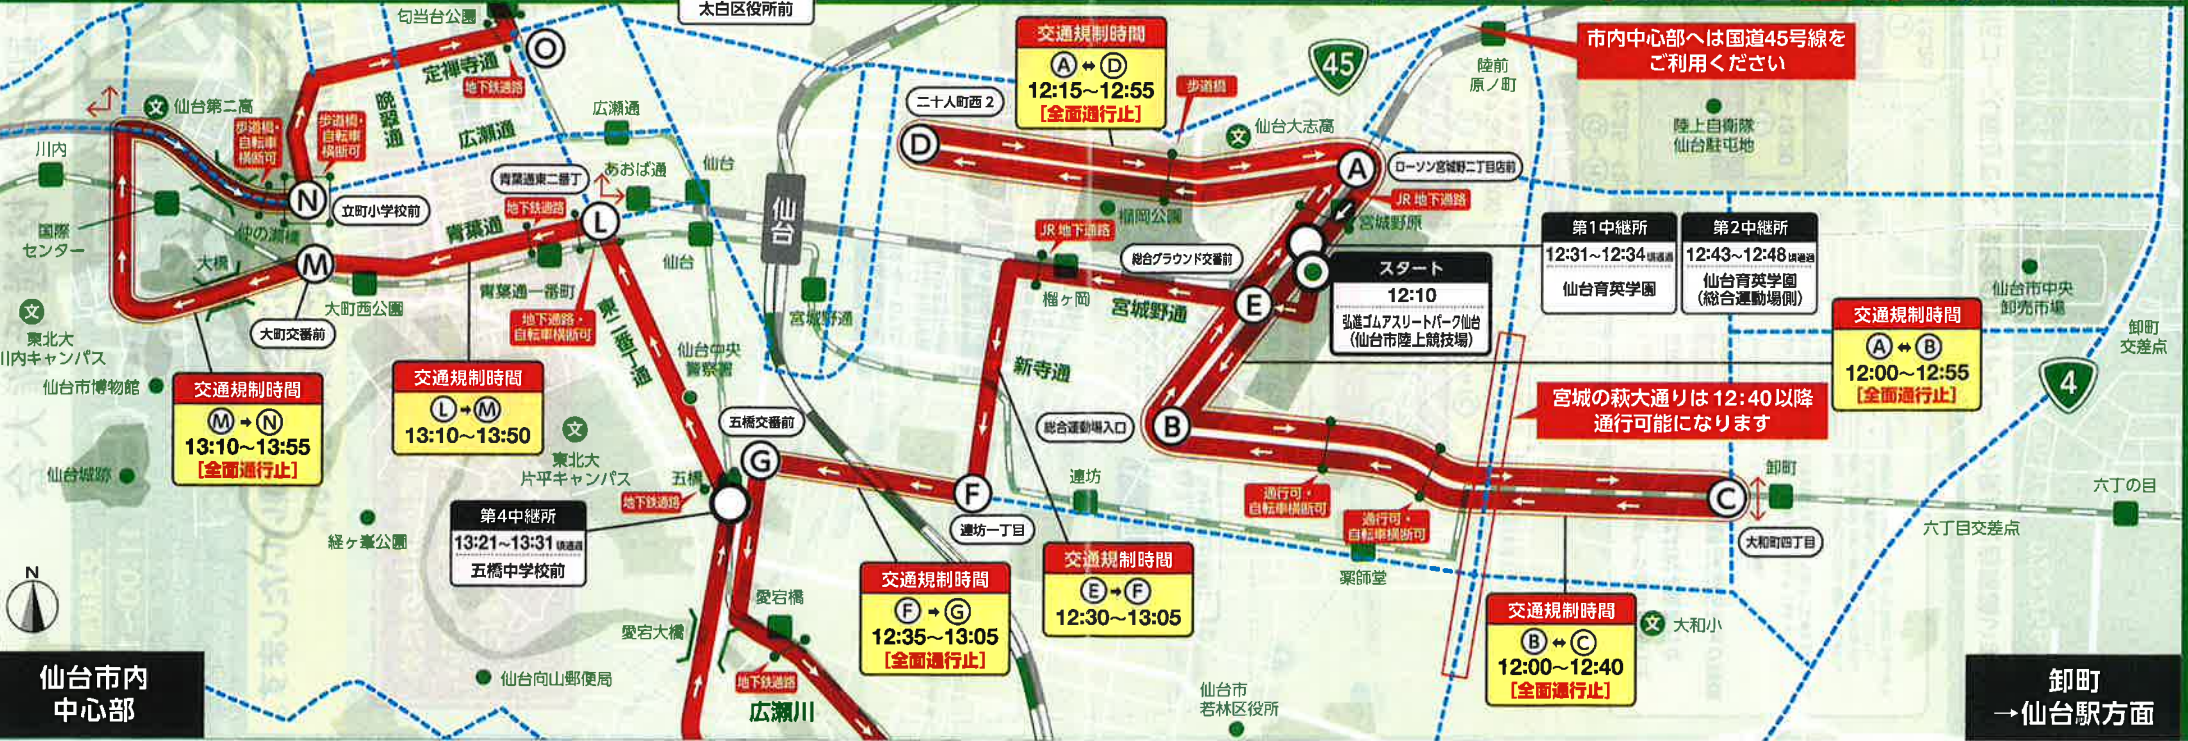 太白区役所前
匂当台公園
O
定禅寺通
地下鉄通路
晩翠通
広瀬通
広瀬通
文 仙台第二高
歩道橋・
自転車
横断可
歩道橋・
自転車
横断可
川内
国際
センター
仲の瀬橋
大橋
N
立町小学校前
M
大町交番前
大町西公園
青葉通
青葉通東二番丁
あおば通
仙台
地下鉄通路
L
青葉通一番町
地下鉄通路・
自転車横断可
仙台
仙台
東二番丁通
仙台中央
警察署
宮城野通
文
東北大
川内キャンパス
仙台市博物館
仙台城跡
経ヶ峯公園
交通規制時間
M→N
13:10～13:55
[全面通行止]
交通規制時間
L→M
13:10～13:50
文
東北大
片平キャンパス
五橋
地下鉄通路
五橋交番前
G
第4中継所
13:21～13:31頃通過
五橋中学校前
愛宕大橋
愛宕橋
地下鉄通路
広瀬川
仙台向山郵便局
N
仙台市内
中心部
交通規制時間
A⇔D
12:15～12:55
[全面通行止]
二十人町西2
D
歩道橋
文 仙台大志高
45
陸前
原ノ町
市内中心部へは国道45号線を
ご利用ください
陸上自衛隊
仙台駐屯地
A
ローソン宮城野二丁目店前
JR 地下通路
宮城野原
榴岡公園
JR 地下通路
総合グラウンド交番前
榴ヶ岡
宮城野通
E
スタート
12:10
弘進ゴムアスリートパーク仙台
(仙台市陸上競技場)
第1中継所
12:31～12:34頃通過
仙台育英学園
第2中継所
12:43～12:48頃通過
仙台育英学園
(総合運動場側)
仙台市中央
卸売市場
卸町
交差点
4
交通規制時間
A⇔B
12:00～12:55
[全面通行止]
宮城の萩大通りは12:40以降
通行可能になります
新寺通
総合運動場入口
B
連坊
F
連坊一丁目
通行可・
自転車横断可
通行可・
自転車横断可
薬師堂
C
卸町
大和町四丁目
六丁目交差点
六丁の目
交通規制時間
F→G
12:35～13:05
[全面通行止]
交通規制時間
E→F
12:30～13:05
交通規制時間
B⇔C
12:00～12:40
[全面通行止]
文 大和小
仙台市
若林区役所
卸町
→仙台駅方面